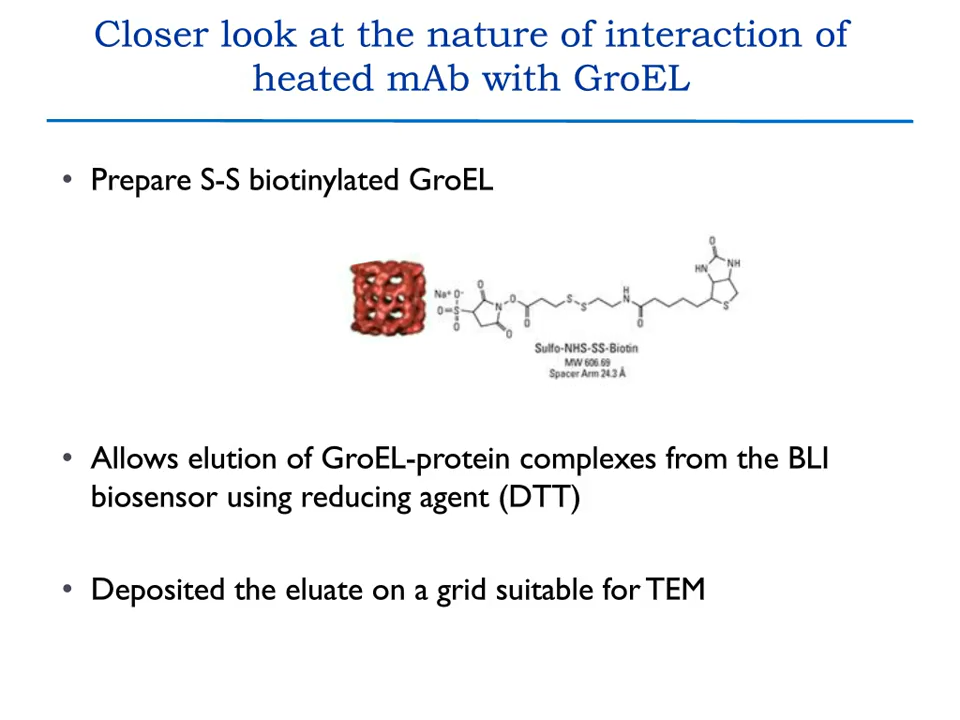 Closer look at the nature of interaction of
heated mAb with GroEL
• Prepare S-S biotinylated GroEL
O
HN NH
S
Na+ O-
O=S
O
O
N
O
O
O
S
S
H
N
O
Sulfo-NHS-SS-Biotin
MW 606.69
Spacer Arm 24.3 Å
• Allows elution of GroEL-protein complexes from the BLI
biosensor using reducing agent (DTT)
• Deposited the eluate on a grid suitable for TEM